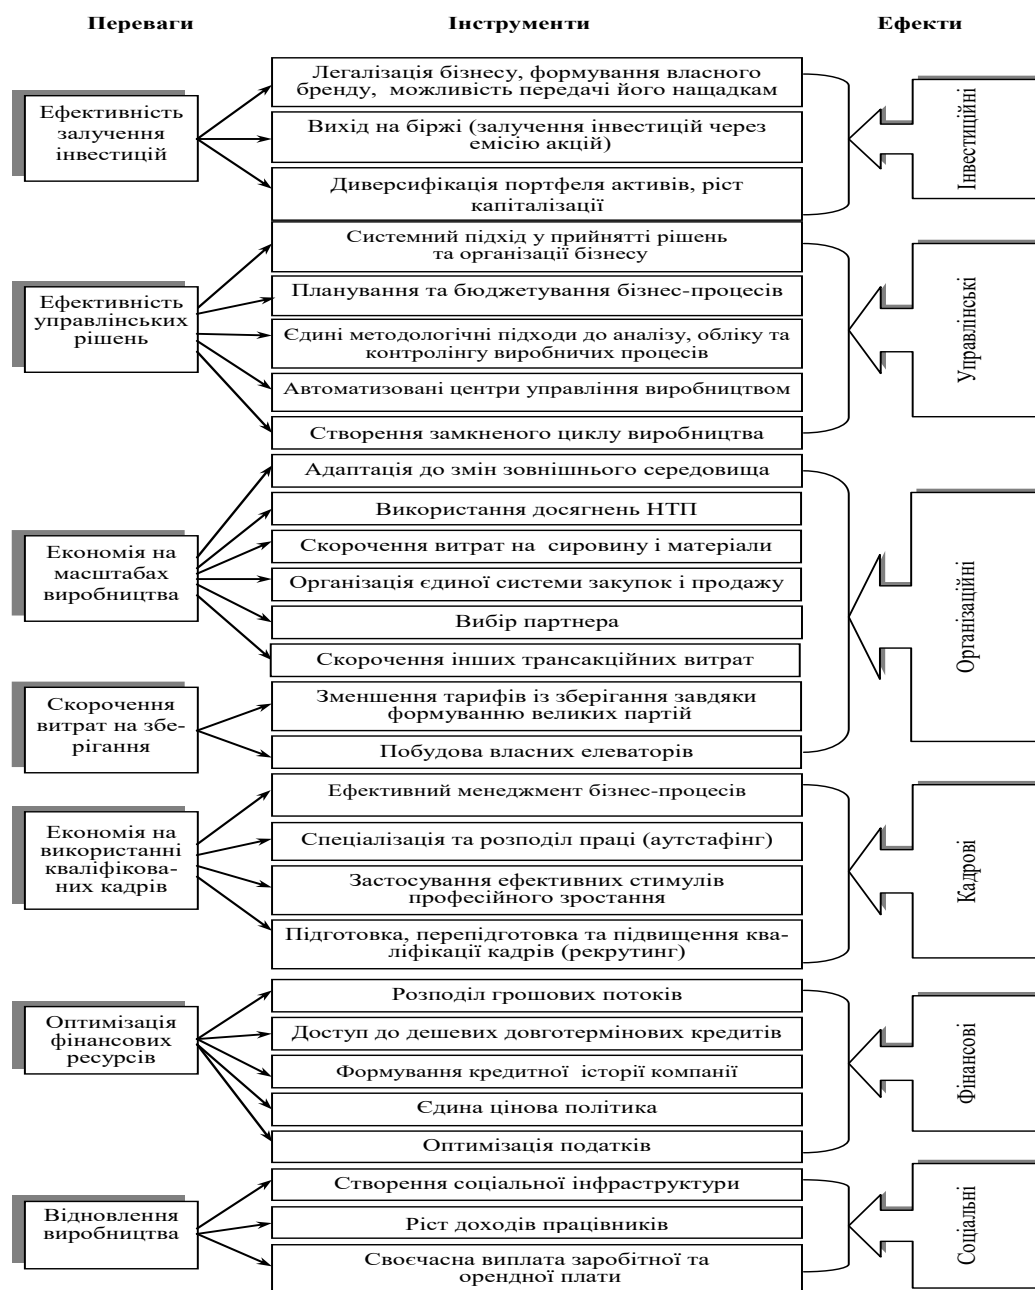 Переваги Інструменти Ефекти
Ефективність
залучення
інвестицій
Легалізація бізнесу, формування власного
бренду, можливість передачі його нащадкам
Вихід на біржі (залучення інвестицій через
емісію акцій)
Диверсифікація портфеля активів, ріст
капіталізації
Інвестиційні
Ефективність
управлінських
рішень
Системний підхід у прийнятті рішень
та організації бізнесу
Планування та бюджетування бізнес-процесів
Єдині методологічні підходи до аналізу, обліку та
контролінгу виробничих процесів
Автоматизовані центри управління виробництвом
Створення замкненого циклу виробництва
Управлінські
Економія на
масштабах
виробництва
Адаптація до змін зовнішнього середовища
Використання досягнень НТП
Скорочення витрат на сировину і матеріали
Організація єдиної системи закупок і продажу
Вибір партнера
Скорочення інших трансакційних витрат
Скорочення
витрат на збе-
рігання
Зменшення тарифів із зберігання завдяки
формуванню великих партій
Побудова власних елеваторів
Організаційні
Економія на
використанні
кваліфікова-
них кадрів
Ефективний менеджмент бізнес-процесів
Спеціалізація та розподіл праці (аутстафінг)
Застосування ефективних стимулів
професійного зростання
Підготовка, перепідготовка та підвищення ква-
ліфікації кадрів (рекрутинг)
Кадрові
Оптимізація
фінансових
ресурсів
Розподіл грошових потоків
Доступ до дешевих довготермінових кредитів
Формування кредитної історії компанії
Єдина цінова політика
Оптимізація податків
Фінансові
Відновлення
виробництва
Створення соціальної інфраструктури
Ріст доходів працівників
Своєчасна виплата заробітної та
орендної плати
Соціальні